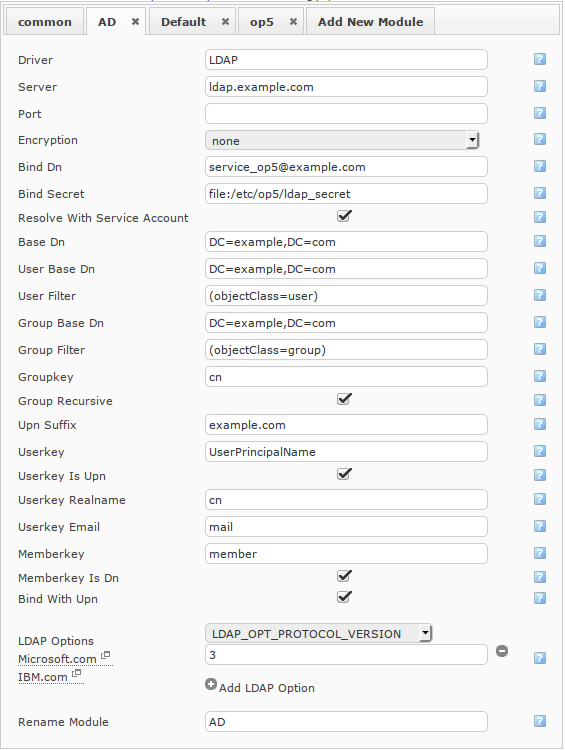 common AD × Default × op5 × Add New Module
Driver LDAP ?
Server ldap.example.com ?
Port ?
Encryption none ?
Bind Dn service_op5@example.com ?
Bind Secret file:/etc/op5/ldap_secret ?
Resolve With Service Account ?
Base Dn DC=example,DC=com ?
User Base Dn DC=example,DC=com ?
User Filter (objectClass=user) ?
Group Base Dn DC=example,DC=com ?
Group Filter (objectClass=group) ?
Groupkey cn ?
Group Recursive ?
Upn Suffix example.com ?
Userkey UserPrincipalName ?
Userkey Is Upn ?
Userkey Realname cn ?
Userkey Email mail ?
Memberkey member ?
Memberkey Is Dn ?
Bind With Upn ?
LDAP_OPT_PROTOCOL_VERSION
LDAP Options
Microsoft.com 3 ?
IBM.com
Add LDAP Option
Rename Module AD ?